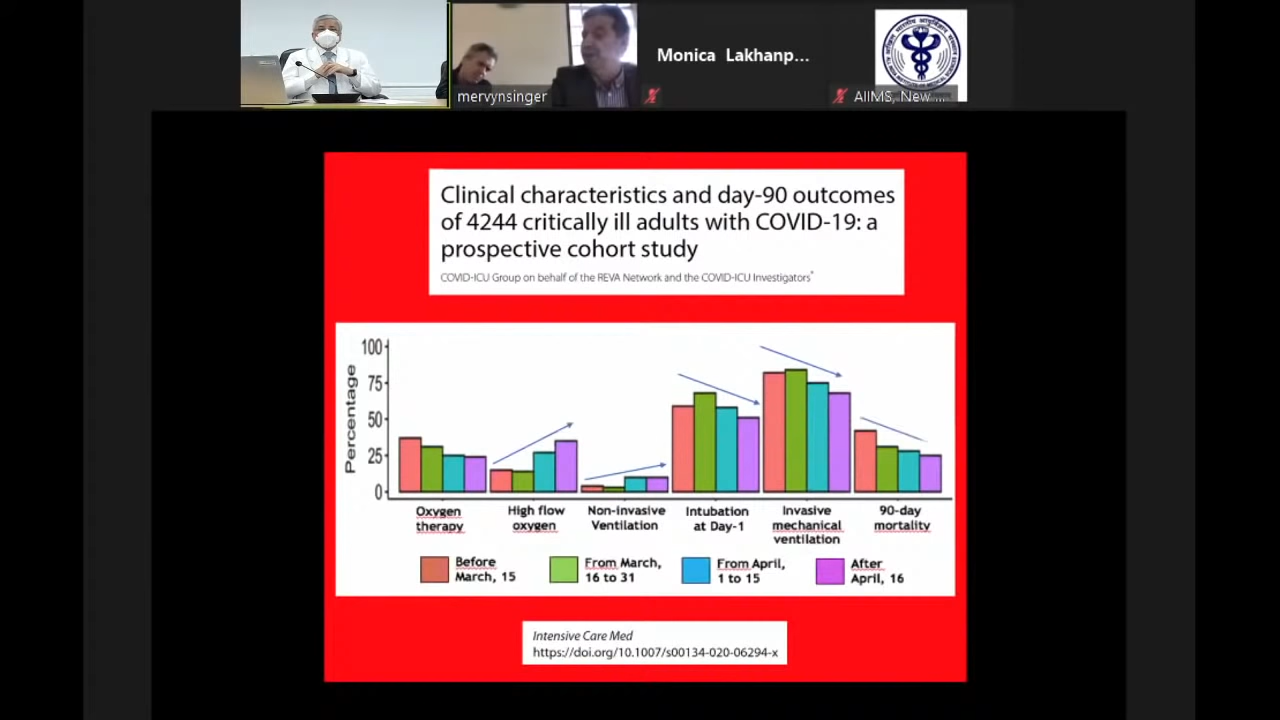 mervynsinger
Monica Lakhanp...
AIIMS, New ...
Clinical characteristics and day-90 outcomes
of 4244 critically ill adults with COVID-19: a
prospective cohort study
COVID-ICU Group on behalf of the REVA Network and the COVID-ICU Investigators*
Percentage
100
75
50
25
0
Oxygen
therapy
High flow
oxygen
Non-invasive
Ventilation
Intubation
at Day-1
Invasive
mechanical
ventilation
90-day
mortality
Before
March, 15
From March,
16 to 31
From April,
1 to 15
After
April, 16
Intensive Care Med
https://doi.org/10.1007/s00134-020-06294-x